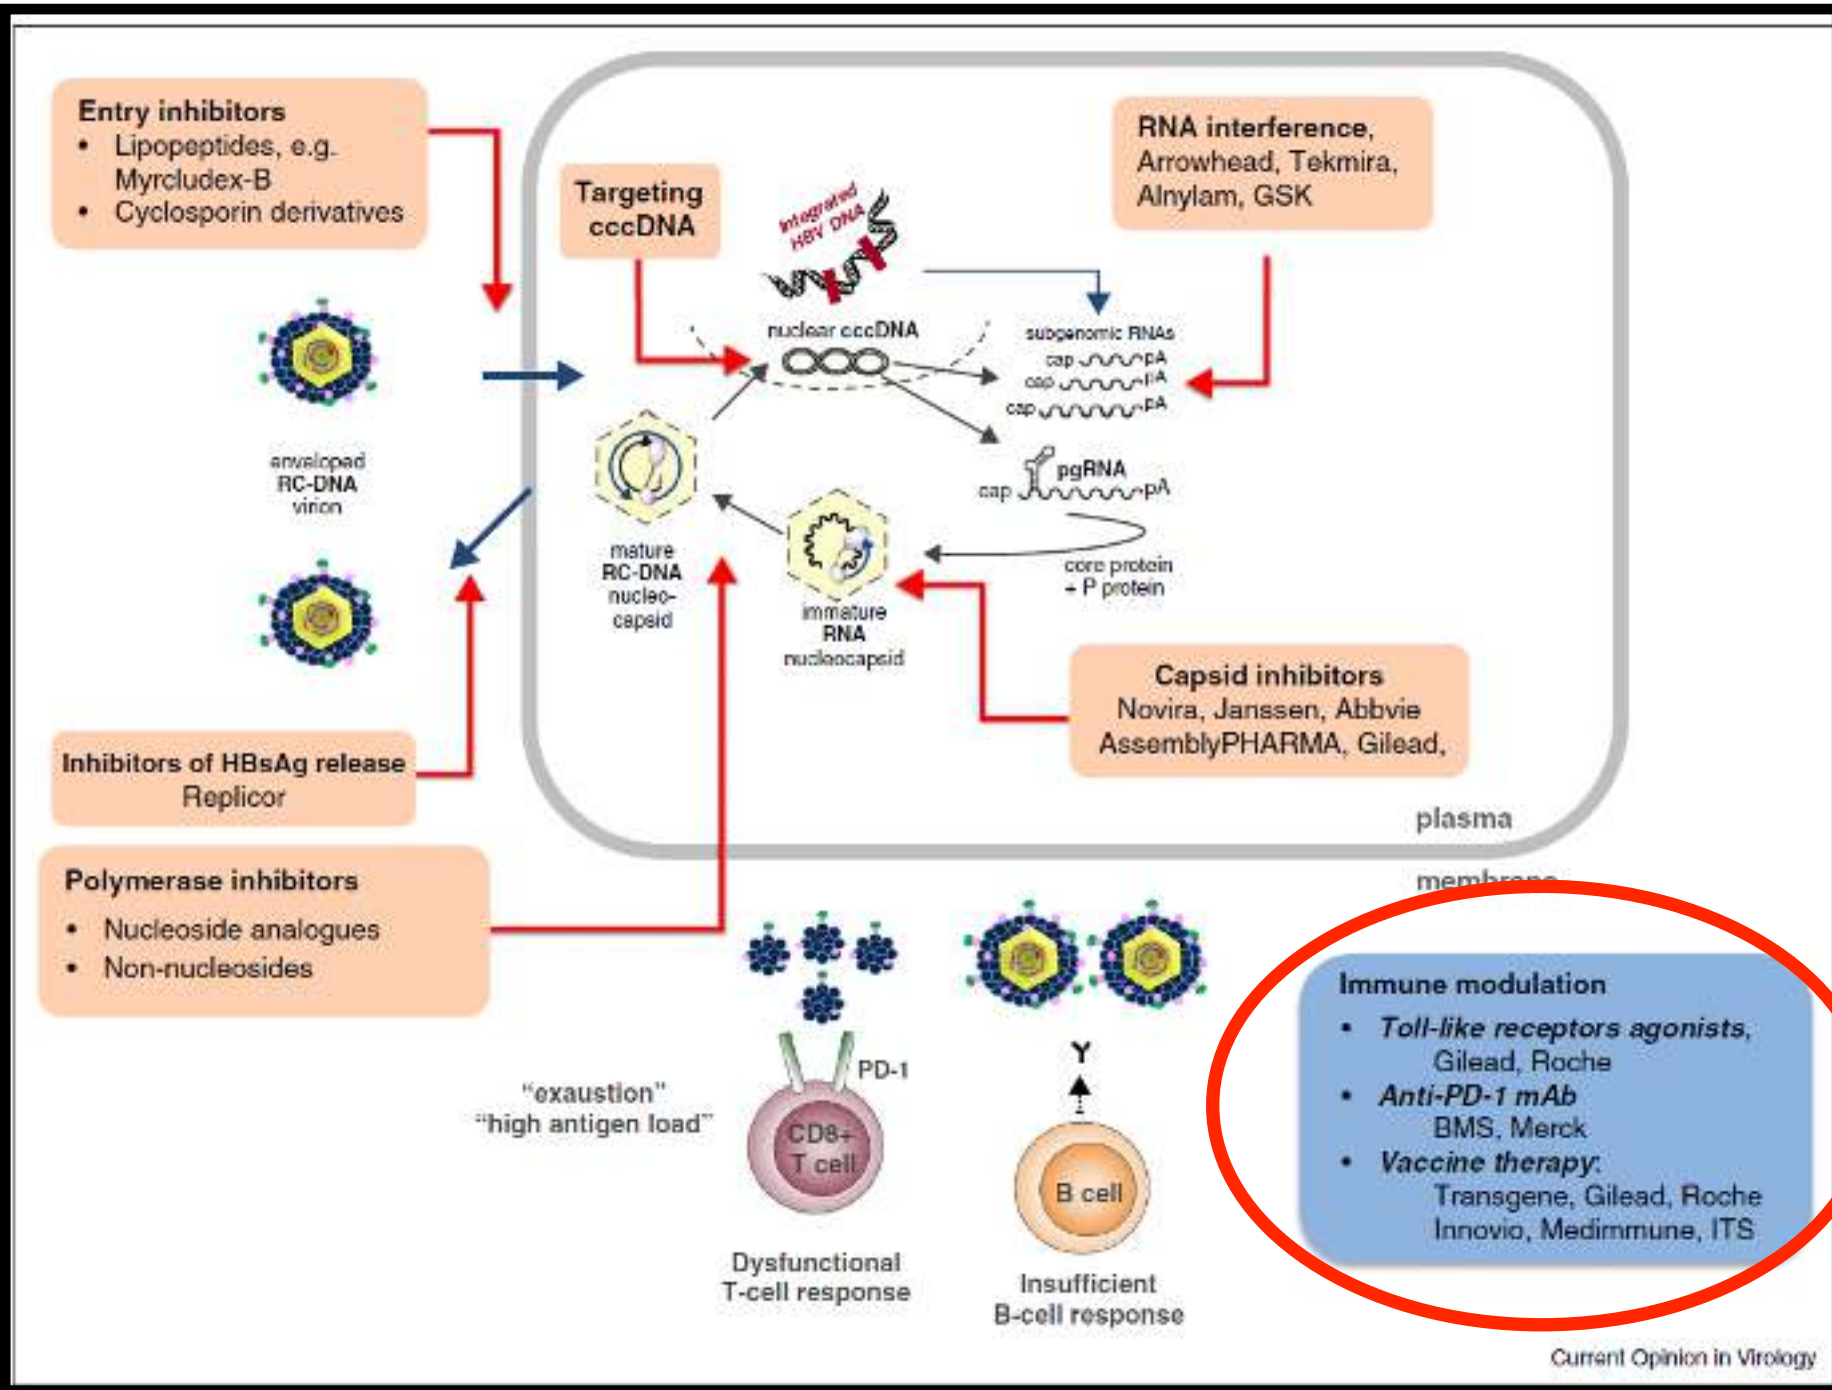 Entry inhibitors
• Lipopeptides, e.g.
Myrcludex-B
• Cyclosporin derivatives
Targeting
cccDNA
Integrated
HBV DNA
RNA interference,
Arrowhead, Tekmira,
Alnylam, GSK
nuclear cccDNA
subgenomic RNAs
cap pA
cap pA
cap pA
enveloped
RC-DNA
virion
pgRNA
cap pA
mature
RC-DNA
nucleo-
capsid
core protein
+ P protein
immature
RNA
nucleocapsid
Capsid inhibitors
Novira, Janssen, Abbvie
AssemblyPHARMA, Gilead,
Inhibitors of HBsAg release
Replicor
plasma
membrane
Polymerase inhibitors
• Nucleoside analogues
• Non-nucleosides
PD-1
"exaustion"
"high antigen load"
CD8+
T cell
B cell
Y
Dysfunctional
T-cell response
Insufficient
B-cell response
Immune modulation
• Toll-like receptors agonists,
Gilead, Roche
• Anti-PD-1 mAb
BMS, Merck
• Vaccine therapy:
Transgene, Gilead, Roche
Innovio, Medimmune, ITS
Current Opinion in Virology